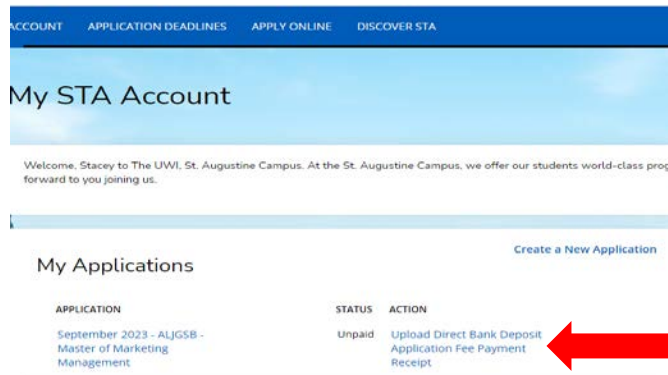 ACCOUNT APPLICATION DEADLINES APPLY ONLINE DISCOVER STA
My STA Account
Welcome, Stacey to The UWI, St. Augustine Campus. At the St. Augustine Campus, we offer our students world-class
forward to you joining us.
Create a New Application
My Applications
APPLICATION STATUS ACTION
September 2023 - ALJGSB - Unpaid Upload Direct Bank Deposit
Master of Marketing Application Fee Payment
Management Receipt